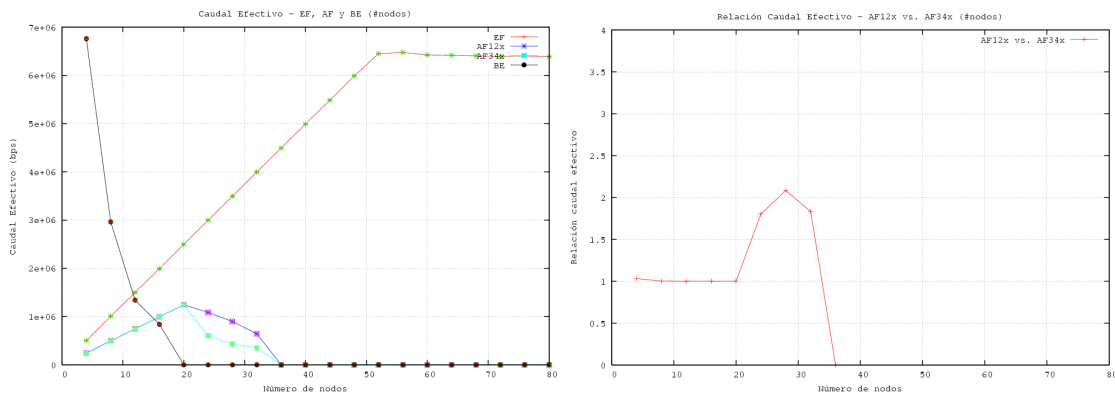 Caudal Efectivo - EF, AF y BE (#nodos)
7e+06
6e+06
5e+06
4e+06
3e+06
2e+06
1e+06
0
Caudal Efectivo (bps)
EF
AF12x
AF34x
BE
0 10 20 30 40 50 60 70 80
Número de nodos
Relación Caudal Efectivo - AF12x vs. AF34x (#nodos)
4
3.5
3
2.5
2
1.5
1
0.5
0
Relación caudal efectivo
AF12x vs. AF34x
0 10 20 30 40 50 60 70 80
Número de nodos